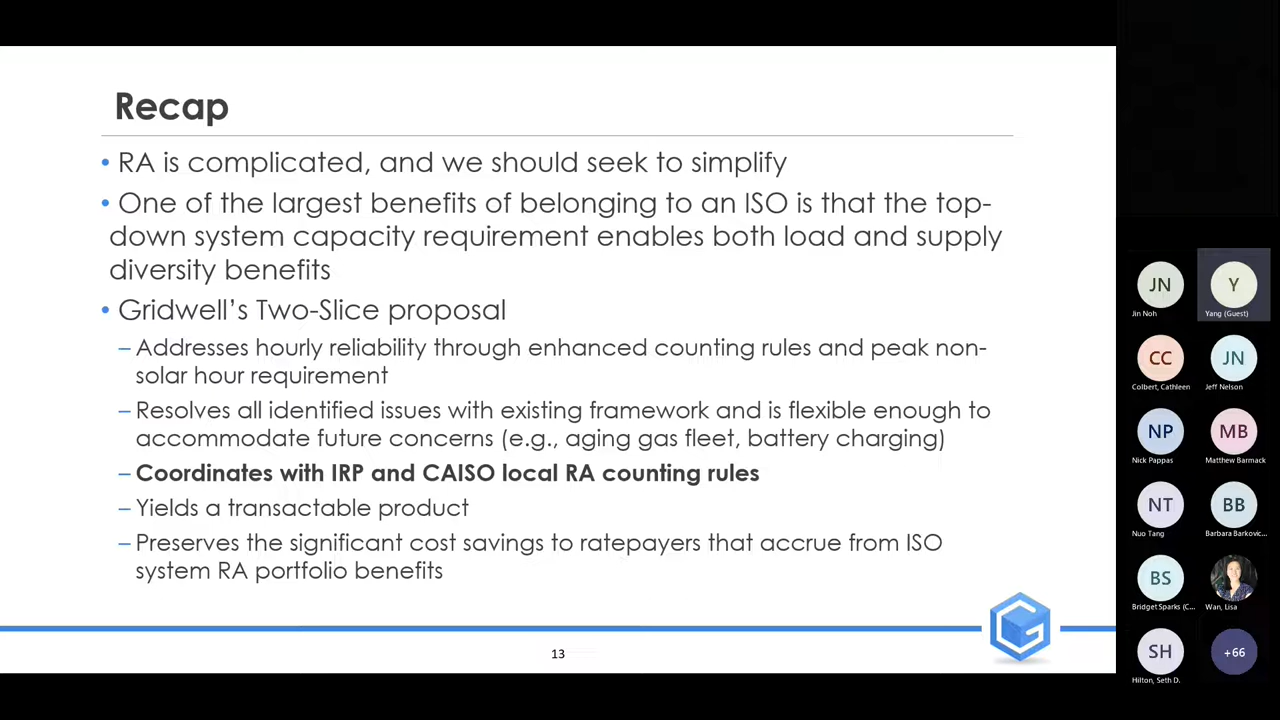 Recap
• RA is complicated, and we should seek to simplify
• One of the largest benefits of belonging to an ISO is that the top-
down system capacity requirement enables both load and supply
diversity benefits
• Gridwell’s Two-Slice proposal
– Addresses hourly reliability through enhanced counting rules and peak non-
solar hour requirement
– Resolves all identified issues with existing framework and is flexible enough to
accommodate future concerns (e.g., aging gas fleet, battery charging)
– Coordinates with IRP and CAISO local RA counting rules
– Yields a transactable product
– Preserves the significant cost savings to ratepayers that accrue from ISO
system RA portfolio benefits
13
JN
Jin Noh
Y
Yang (Guest)
CC
Colbert, Cathleen
JN
Jeff Nelson
NP
Nick Pappas
MB
Matthew Barmack
NT
Nuo Tang
BB
Barbara Barkovic...
BS
Bridget Sparks (C...
Wan, Lisa
SH
Hilton, Seth D.
+66